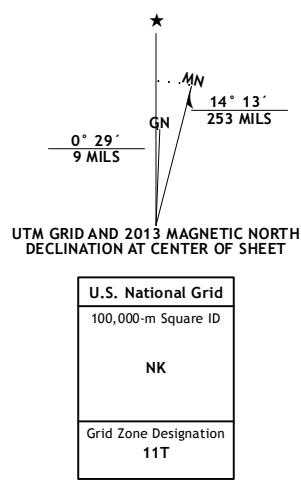 ★
MN
GN
14° 13´
253 MILS
0° 29´
9 MILS
UTM GRID AND 2013 MAGNETIC NORTH
DECLINATION AT CENTER OF SHEET
U.S. National Grid
100,000-m Square ID
NK
Grid Zone Designation
11T